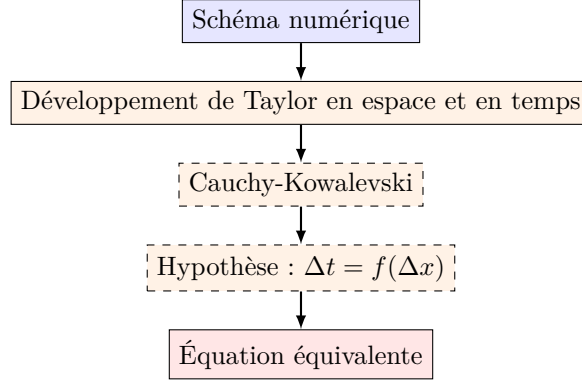 Schéma numérique
Développement de Taylor en espace et en temps
Cauchy-Kowalevski
Hypothèse : Δt = f(Δx)
Équation équivalente